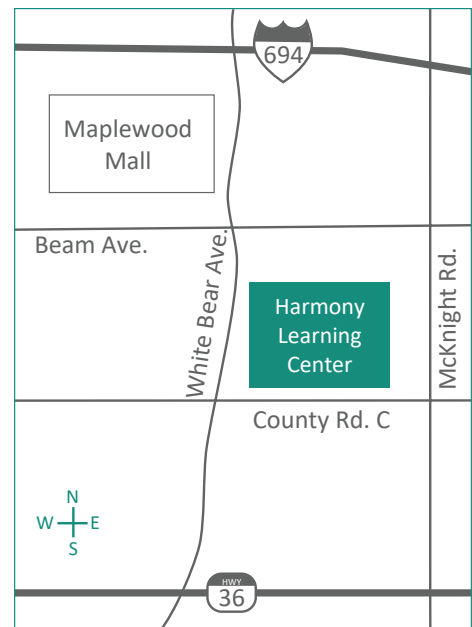 694
Maplewood
Mall
Beam Ave.
White Bear Ave.
McKnight Rd.
Harmony
Learning
Center
County Rd. C
N
W E
S
HWY
36